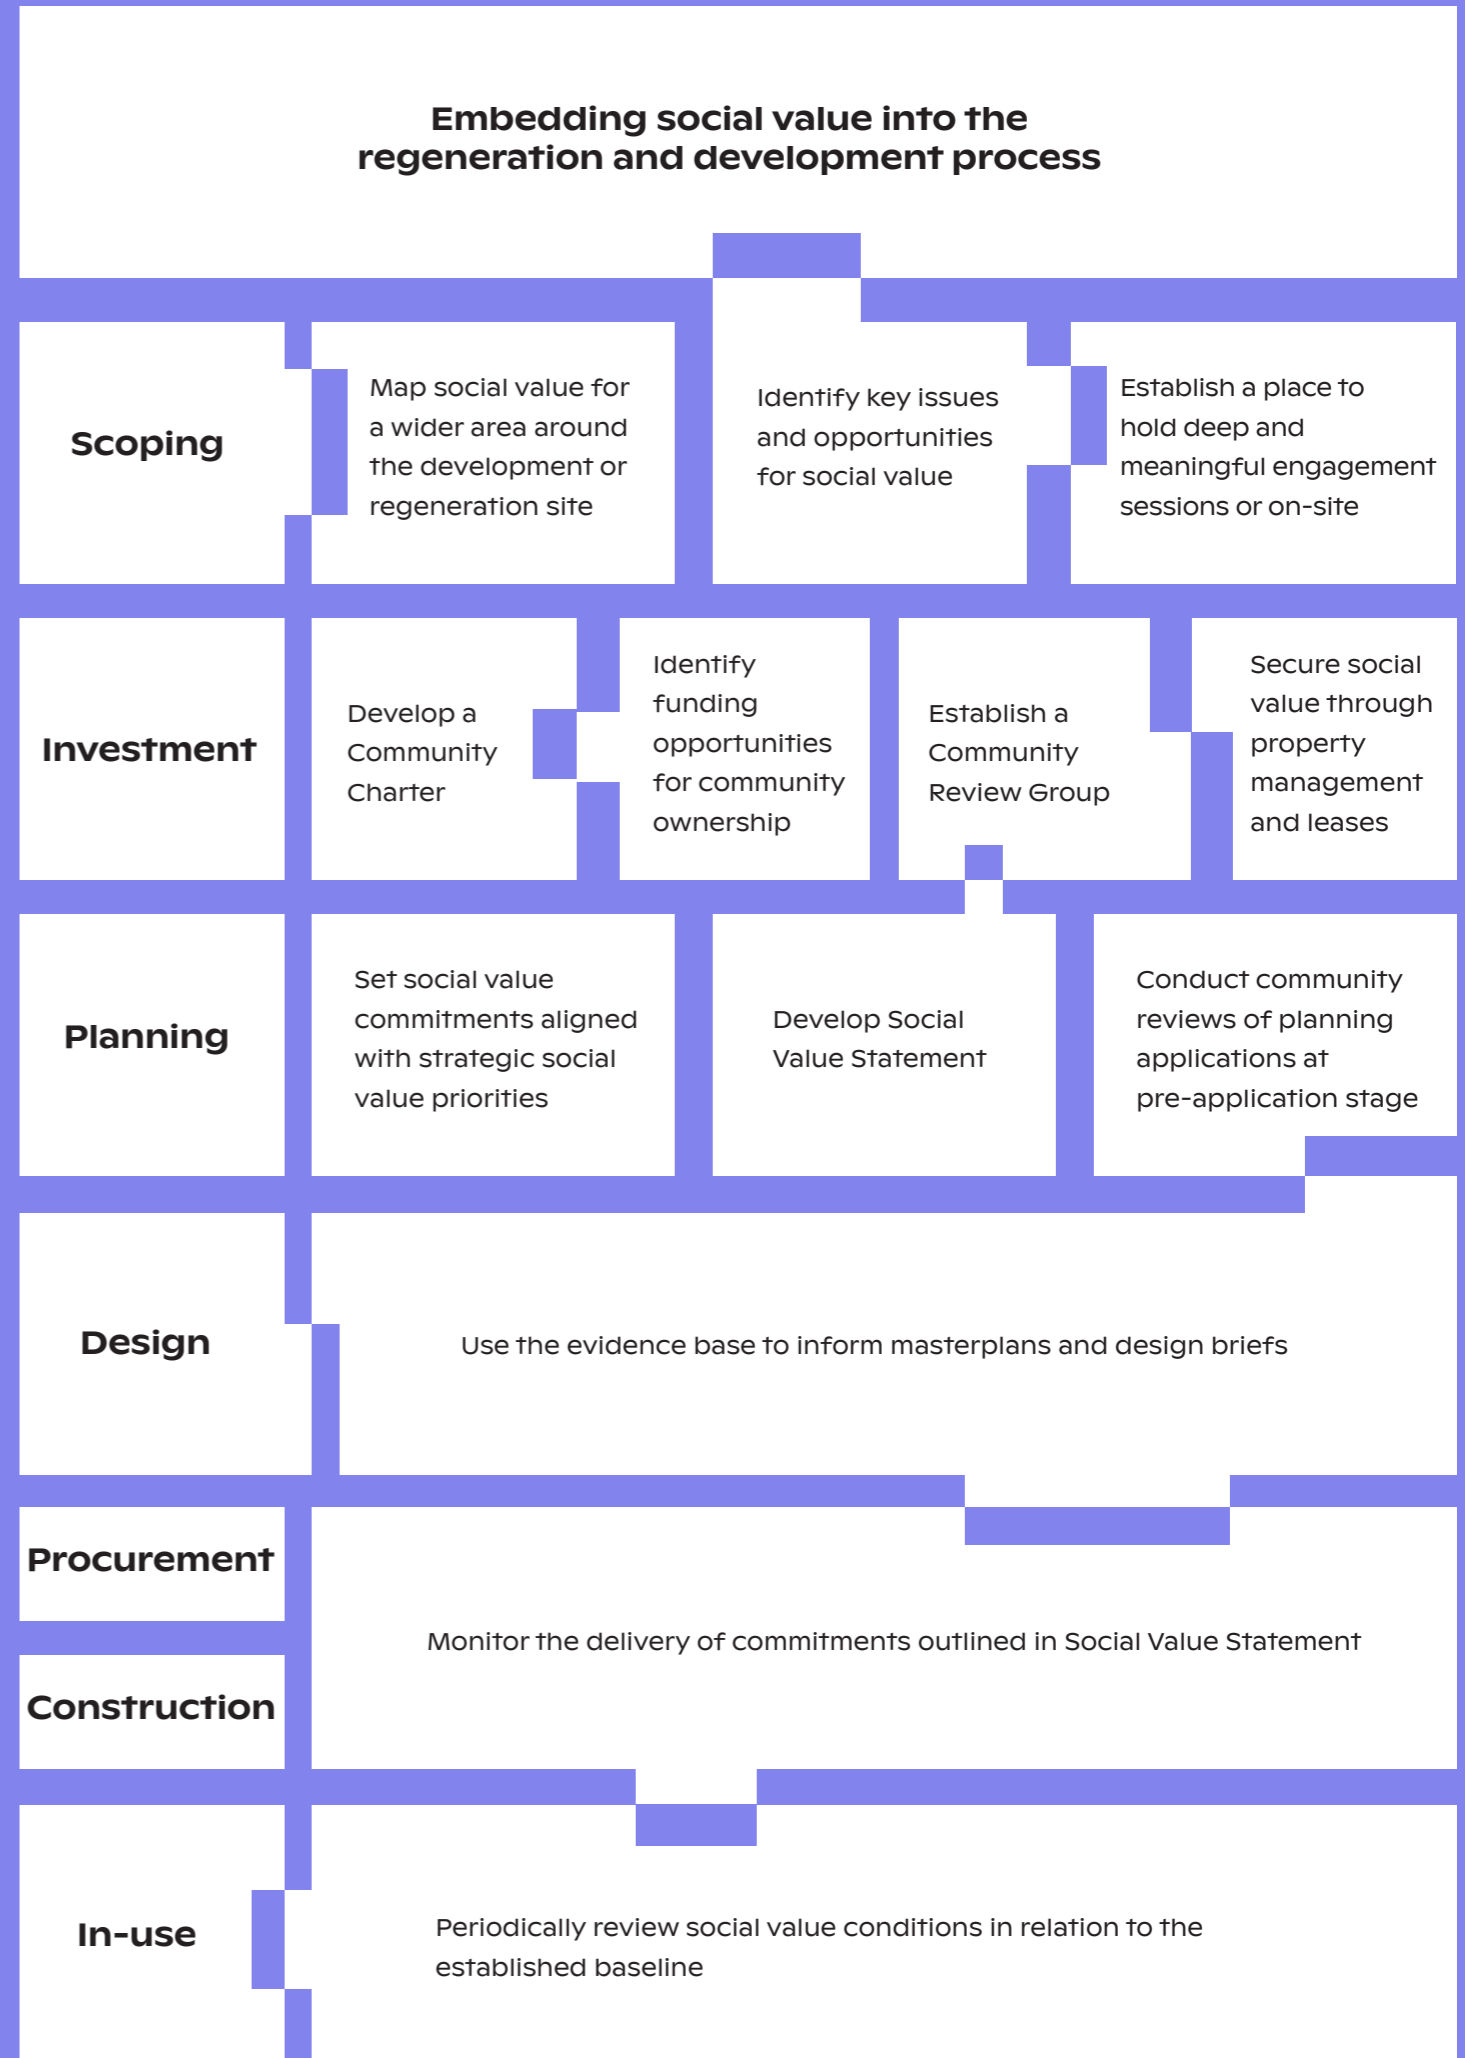 Embedding social value into the
regeneration and development process
Scoping
Map social value for
a wider area around
the development or
regeneration site
Identify key issues
and opportunities
for social value
Establish a place to
hold deep and
meaningful engagement
sessions or on-site
Investment
Develop a
Community
Charter
Identify
funding
opportunities
for community
ownership
Establish a
Community
Review Group
Secure social
value through
property
management
and leases
Planning
Set social value
commitments aligned
with strategic social
value priorities
Develop Social
Value Statement
Conduct community
reviews of planning
applications at
pre-application stage
Design
Use the evidence base to inform masterplans and design briefs
Procurement
Construction
Monitor the delivery of commitments outlined in Social Value Statement
In-use
Periodically review social value conditions in relation to the
established baseline